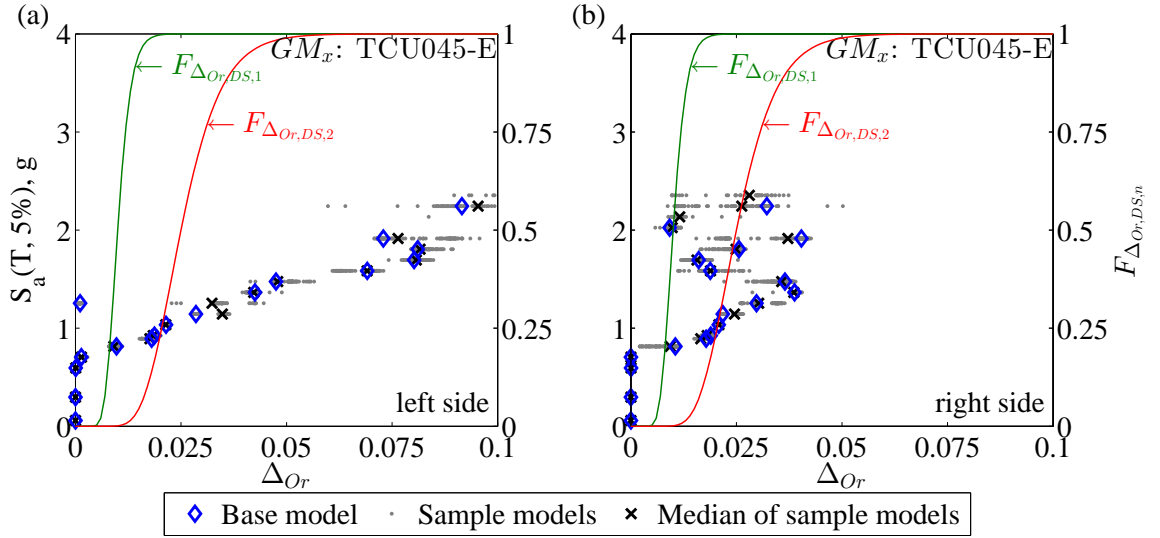 (a)
GM_x: TCU045-E
F_{Δ_{Or,DS,1}}
F_{Δ_{Or,DS,2}}
S_a(T, 5%), g
4
3
2
1
0
1
0.75
0.5
0.25
0
left side
0 0.025 0.05 0.075 0.1
Δ_{Or}
(b)
GM_x: TCU045-E
F_{Δ_{Or,DS,1}}
F_{Δ_{Or,DS,2}}
4
3
2
1
0
1
0.75
0.5
0.25
0
F_{Δ_{Or,DS,n}}
right side
0 0.025 0.05 0.075 0.1
Δ_{Or}
Base model Sample models Median of sample models